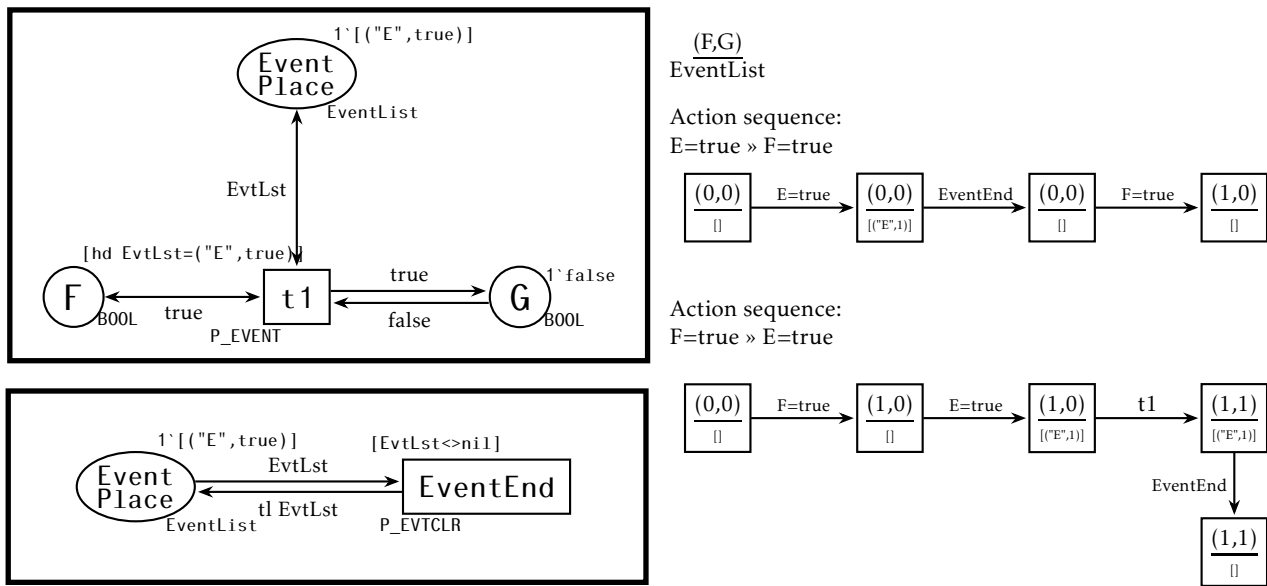 1`[("E",true)]
Event
Place
EventList
EvtLst
[hd EvtLst=("E",true)]
F
BOOL
true
t1
P_EVENT
true
false
1`false
G
BOOL
1`[("E",true)]
Event
Place
EventList
EvtLst
tl EvtLst
[EvtLst<>nil]
EventEnd
P_EVTCLR
(F,G)
EventList
Action sequence:
E=true » F=true
(0,0)
[]
E=true
(0,0)
[("E",1)]
EventEnd
(0,0)
[]
F=true
(1,0)
[]
Action sequence:
F=true » E=true
(0,0)
[]
F=true
(1,0)
[]
E=true
(1,0)
[("E",1)]
t1
(1,1)
[("E",1)]
EventEnd
(1,1)
[]